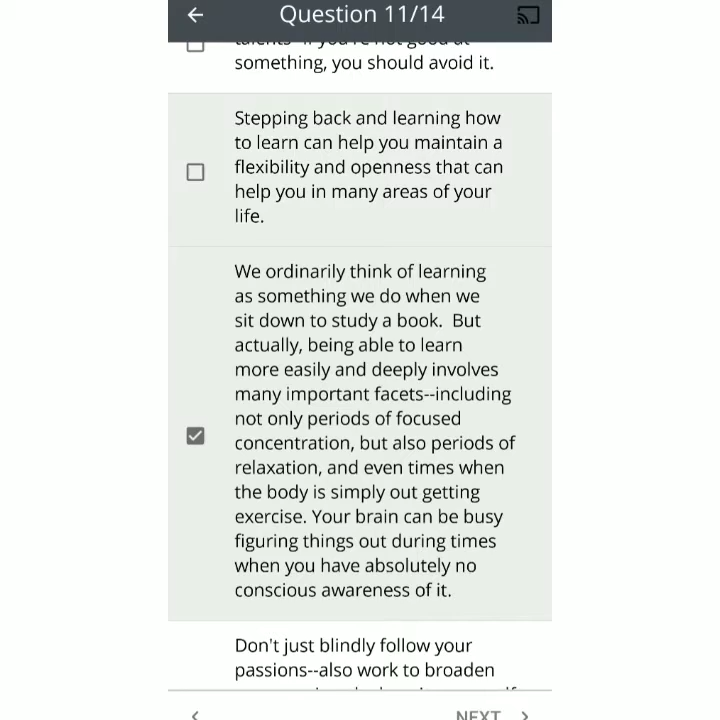 Question 11/14
something, you should avoid it.
Stepping back and learning how
to learn can help you maintain a
flexibility and openness that can
help you in many areas of your
life.
We ordinarily think of learning
as something we do when we
sit down to study a book.  But
actually, being able to learn
more easily and deeply involves
many important facets--including
not only periods of focused
concentration, but also periods of
relaxation, and even times when
the body is simply out getting
exercise. Your brain can be busy
figuring things out during times
when you have absolutely no
conscious awareness of it.
Don't just blindly follow your
passions--also work to broaden
NEXT